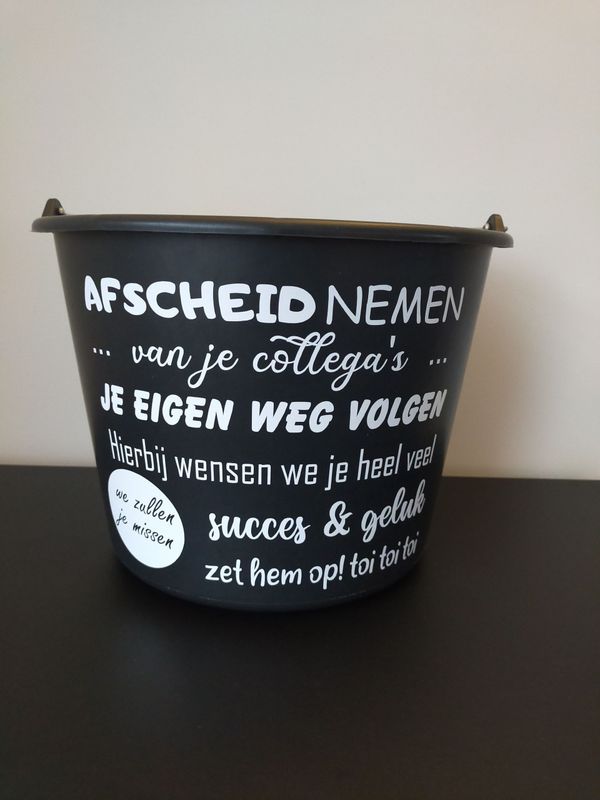 AFSCHEID NEMEN
... van je collega's ...
JE EIGEN WEG VOLGEN
Hierbij wensen we je heel veel
we zullen
je missen
succes & geluk
zet hem op! toi toi toi